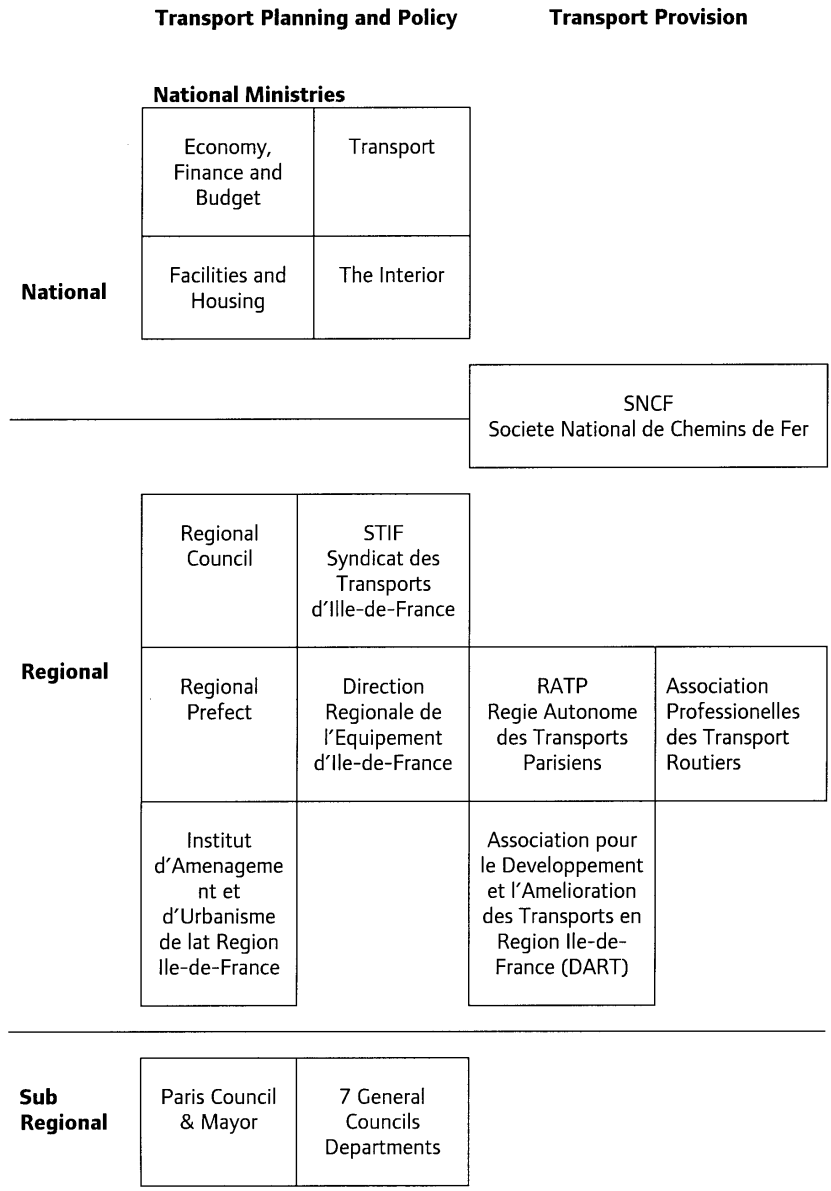 Transport Planning and Policy
Transport Provision
National Ministries
Economy,
Finance and
Budget
Transport
National
Facilities and
Housing
The Interior
SNCF
Societe National de Chemins de Fer
Regional
Council
STIF
Syndicat des
Transports
d'Ille-de-France
Regional
Regional
Prefect
Direction
Regionale de
l'Equipement
d'Ile-de-France
RATP
Regie Autonome
des Transports
Parisiens
Association
Professionelles
des Transport
Routiers
Institut
d'Amenageme
nt et
d'Urbanisme
de lat Region
Ile-de-France
Association pour
le Developpement
et l'Amelioration
des Transports en
Region Ile-de-
France (DART)
Sub
Regional
Paris Council
& Mayor
7 General
Councils
Departments